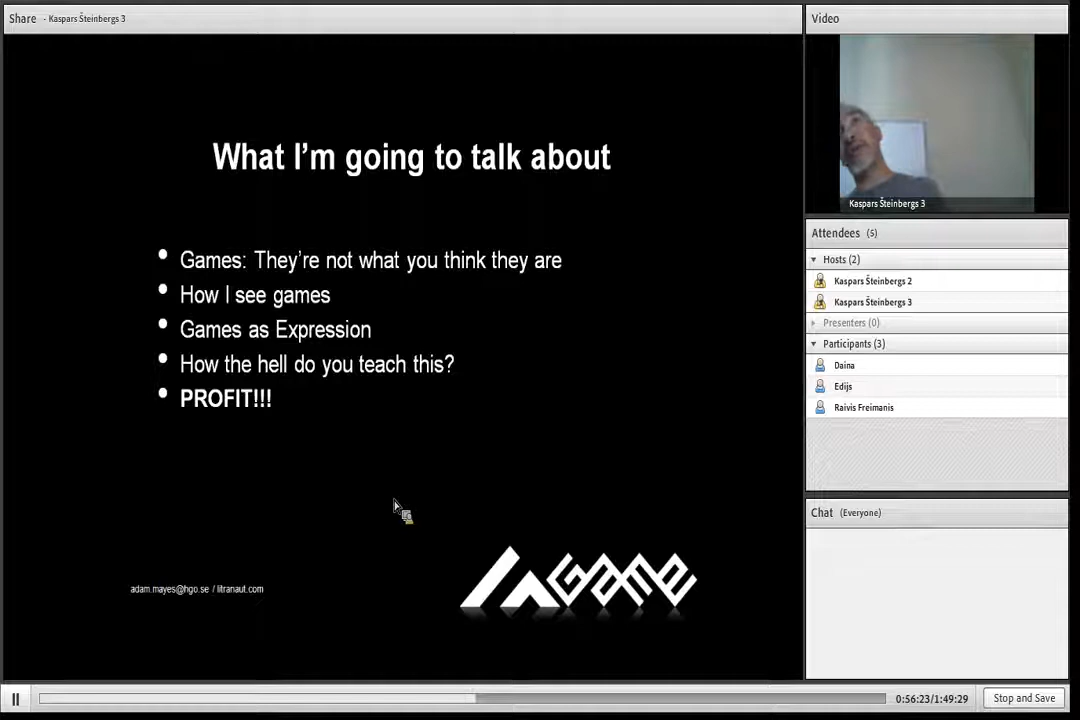 Share - Kaspars Šteinbergs 3
What I'm going to talk about
• Games: They're not what you think they are
• How I see games
• Games as Expression
• How the hell do you teach this?
• PROFIT!!!
adam.mayes@hgo.se / litranaut.com
GAME
Video
Kaspars Šteinbergs 3
Attendees (5)
Hosts (2)
Kaspars Šteinbergs 2
Kaspars Šteinbergs 3
Presenters (0)
Participants (3)
Daina
Edijs
Raivis Freimanis
Chat (Everyone)
0:56:23/1:49:29
Stop and Save